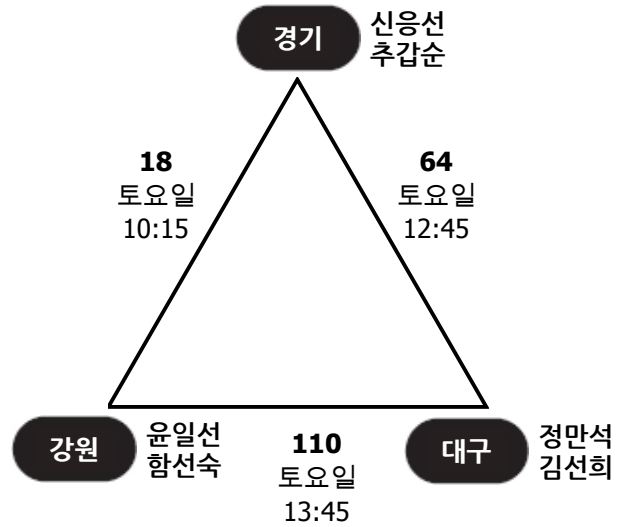 경기
신응선
추갑순
18
토요일
10:15
64
토요일
12:45
강원
윤일선
함선숙
110
토요일
13:45
대구
정만석
김선희